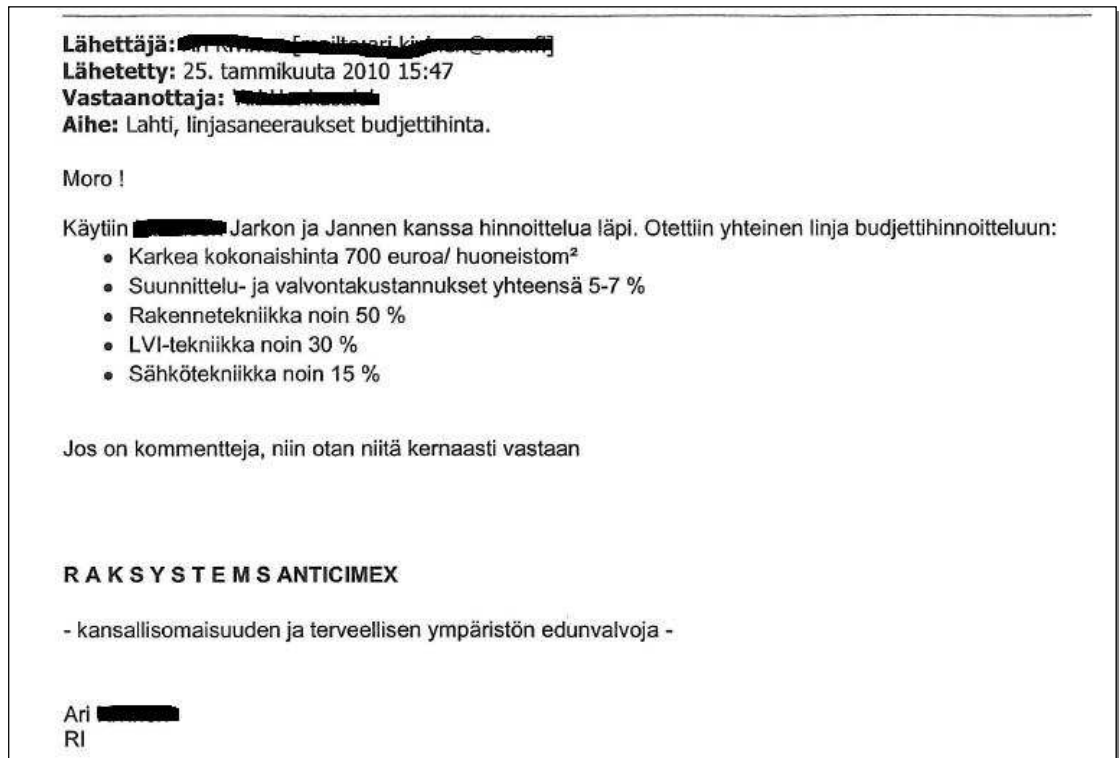 Lähettäjä:
Lähetetty: 25. tammikuuta 2010 15:47
Vastaanottaja:
Aihe: Lahti, linjasaneeraukset budjettihinta.
Moro !
Käytiin Jarkon ja Jannen kanssa hinnoittelua läpi. Otettiin yhteinen linja budjettihinnoitteluun:
• Karkea kokonaishinta 700 euroa/ huoneistom²
• Suunnittelu- ja valvontakustannukset yhteensä 5-7 %
• Rakennetekniikka noin 50 %
• LVI-tekniikka noin 30 %
• Sähkötekniikka noin 15 %
Jos on kommentteja, niin otan niitä kernaasti vastaan
R A K S Y S T E M S ANTICIMEX
- kansallisomaisuuden ja terveellisen ympäristön edunvalvoja -
Ari
RI